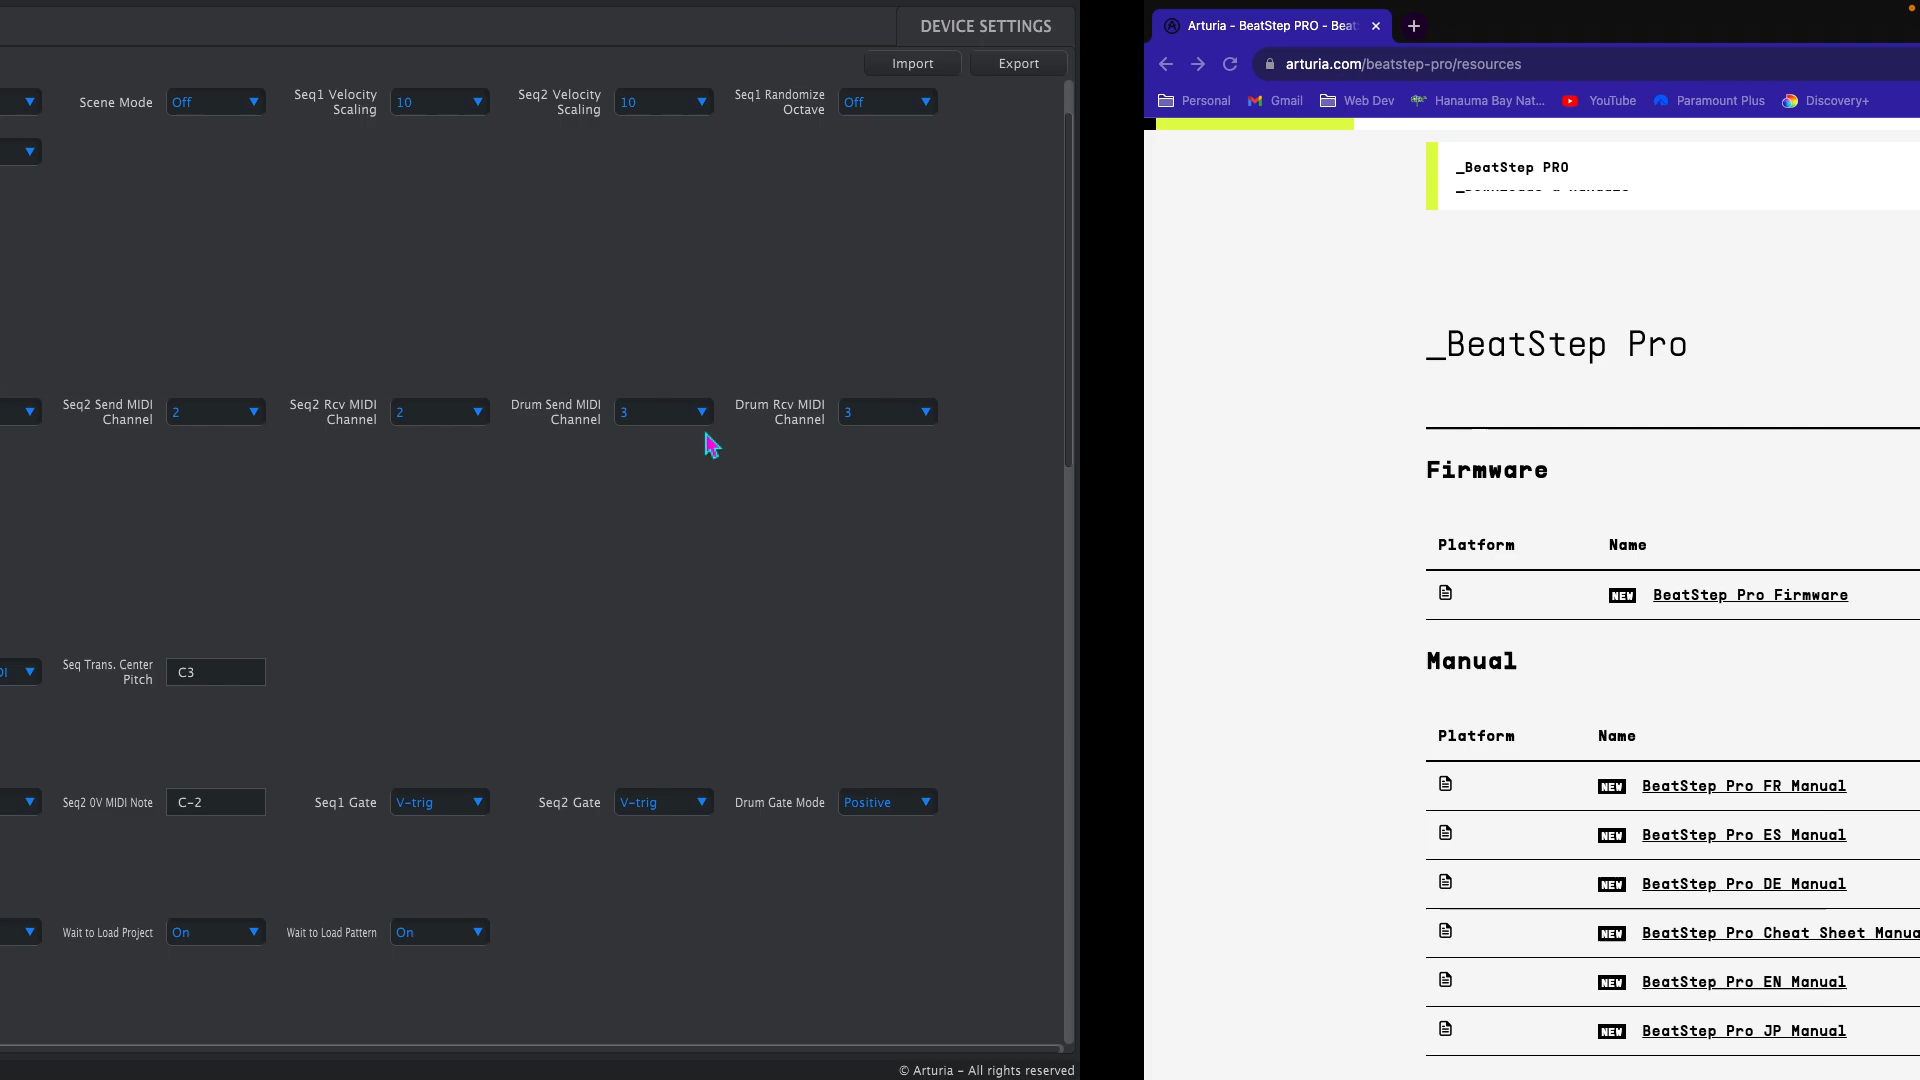 DEVICE SETTINGS
Import
Export
Scene Mode
Off
Seq1 Velocity
Scaling
10
Seq2 Velocity
Scaling
10
Seq1 Randomize
Octave
Off
Seq2 Send MIDI
Channel
2
Seq2 Rcv MIDI
Channel
2
Drum Send MIDI
Channel
3
Drum Rcv MIDI
Channel
3
Seq Trans. Center
Pitch
C3
Seq2 0V MIDI Note
C-2
Seq1 Gate
V-trig
Seq2 Gate
V-trig
Drum Gate Mode
Positive
Wait to Load Project
On
Wait to Load Pattern
On
© Arturia – All rights reserved
Arturia - BeatStep PRO - Beat
arturia.com/beatstep-pro/resources
Personal
Gmail
Web Dev
Hanauma Bay Nat...
YouTube
Paramount Plus
Discovery+
_BeatStep PRO
_BeatStep Pro
Firmware
Platform
Name
NEW BeatStep Pro Firmware
Manual
Platform
Name
NEW BeatStep Pro FR Manual
NEW BeatStep Pro ES Manual
NEW BeatStep Pro DE Manual
NEW BeatStep Pro Cheat Sheet Manua
NEW BeatStep Pro EN Manual
NEW BeatStep Pro JP Manual